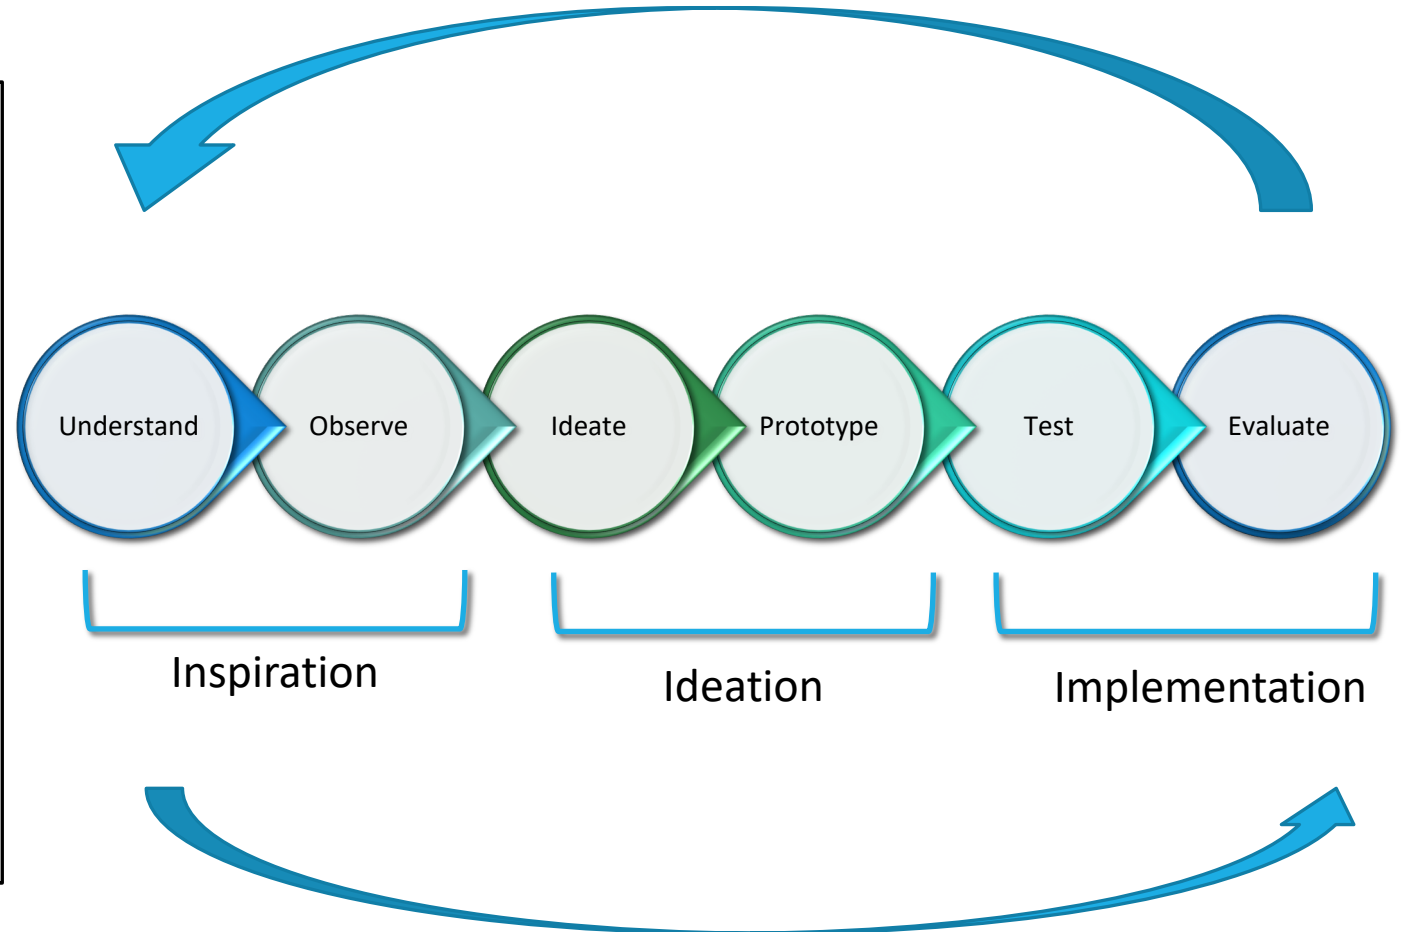 Understand
Observe
Ideate
Prototype
Test
Evaluate
Inspiration
Ideation
Implementation